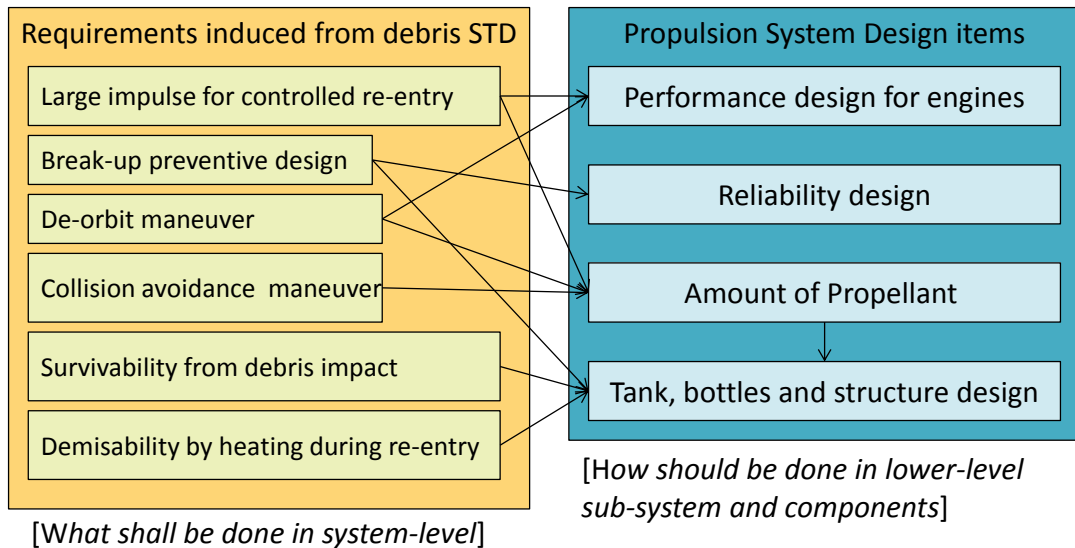 Requirements induced from debris STD
Large impulse for controlled re-entry
Break-up preventive design
De-orbit maneuver
Collision avoidance maneuver
Survivability from debris impact
Demisability by heating during re-entry
[What shall be done in system-level]
Propulsion System Design items
Performance design for engines
Reliability design
Amount of Propellant
Tank, bottles and structure design
[How should be done in lower-level
sub-system and components]